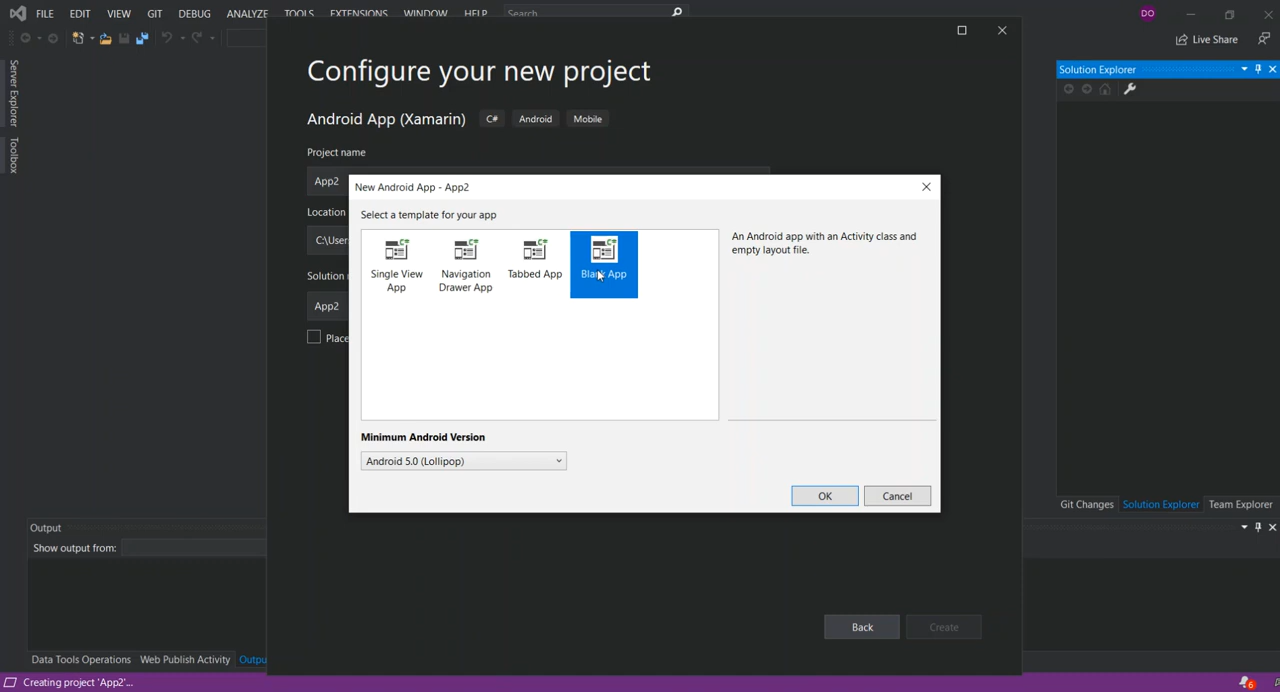 FILE EDIT VIEW GIT DEBUG ANALYZE TOOLS EXTENSIONS WINDOW HELP Search
DO
Live Share
Server Explorer
Toolbox
Configure your new project
Android App (Xamarin) C# Android Mobile
Project name
App2
Location
C:\Users
Solution
App2
Place
New Android App - App2
Select a template for your app
Single View App
Navigation Drawer App
Tabbed App
Blank App
An Android app with an Activity class and
empty layout file.
Minimum Android Version
Android 5.0 (Lollipop)
OK Cancel
Back Create
Solution Explorer
Git Changes Solution Explorer Team Explorer
Output
Show output from:
Data Tools Operations Web Publish Activity Outpu
Creating project 'App2'...
6